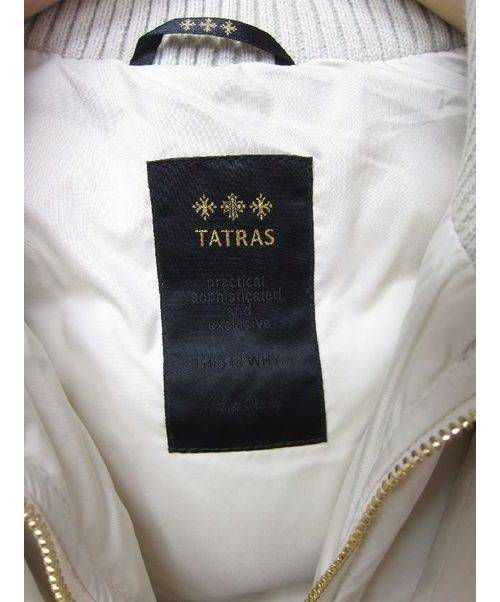 TATRAS
practical
sophisticated,
and
exclusive
THIS IS WHY...